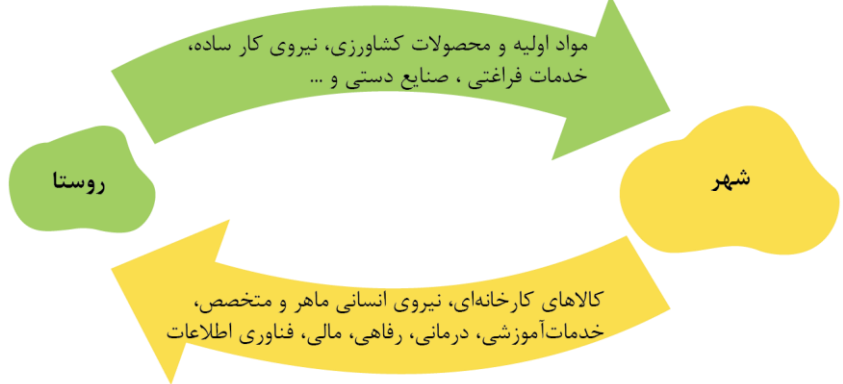 مواد اولیه و محصولات کشاورزی، نیروی کار ساده،
خدمات فراغتی ، صنایع دستی و ...
روستا
شهر
کالاهای کارخانه‌ای، نیروی انسانی ماهر و متخصص،
خدمات‌آموزشی، درمانی، رفاهی، مالی، فناوری اطلاعات